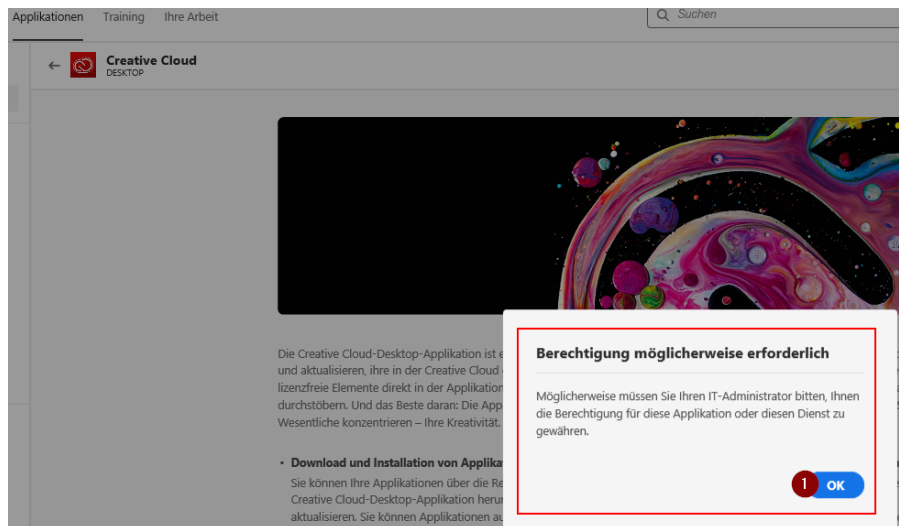 Applikationen Training Ihre Arbeit
Suchen
Creative Cloud
DESKTOP
Die Creative Cloud-Desktop-Applikation ist
und aktualisieren, ihre in der Creative Cloud
lizenzfreie Elemente direkt in der Applikation
durchstöbern. Und das Beste daran: Die App
Wesentliche konzentrieren – Ihre Kreativität.
• Download und Installation von Applika
Sie können Ihre Applikationen über die Re
Creative Cloud-Desktop-Applikation herun
aktualisieren. Sie können Applikationen au
Berechtigung möglicherweise erforderlich
Möglicherweise müssen Sie Ihren IT-Administrator bitten, Ihnen
die Berechtigung für diese Applikation oder diesen Dienst zu
gewähren.
1 OK